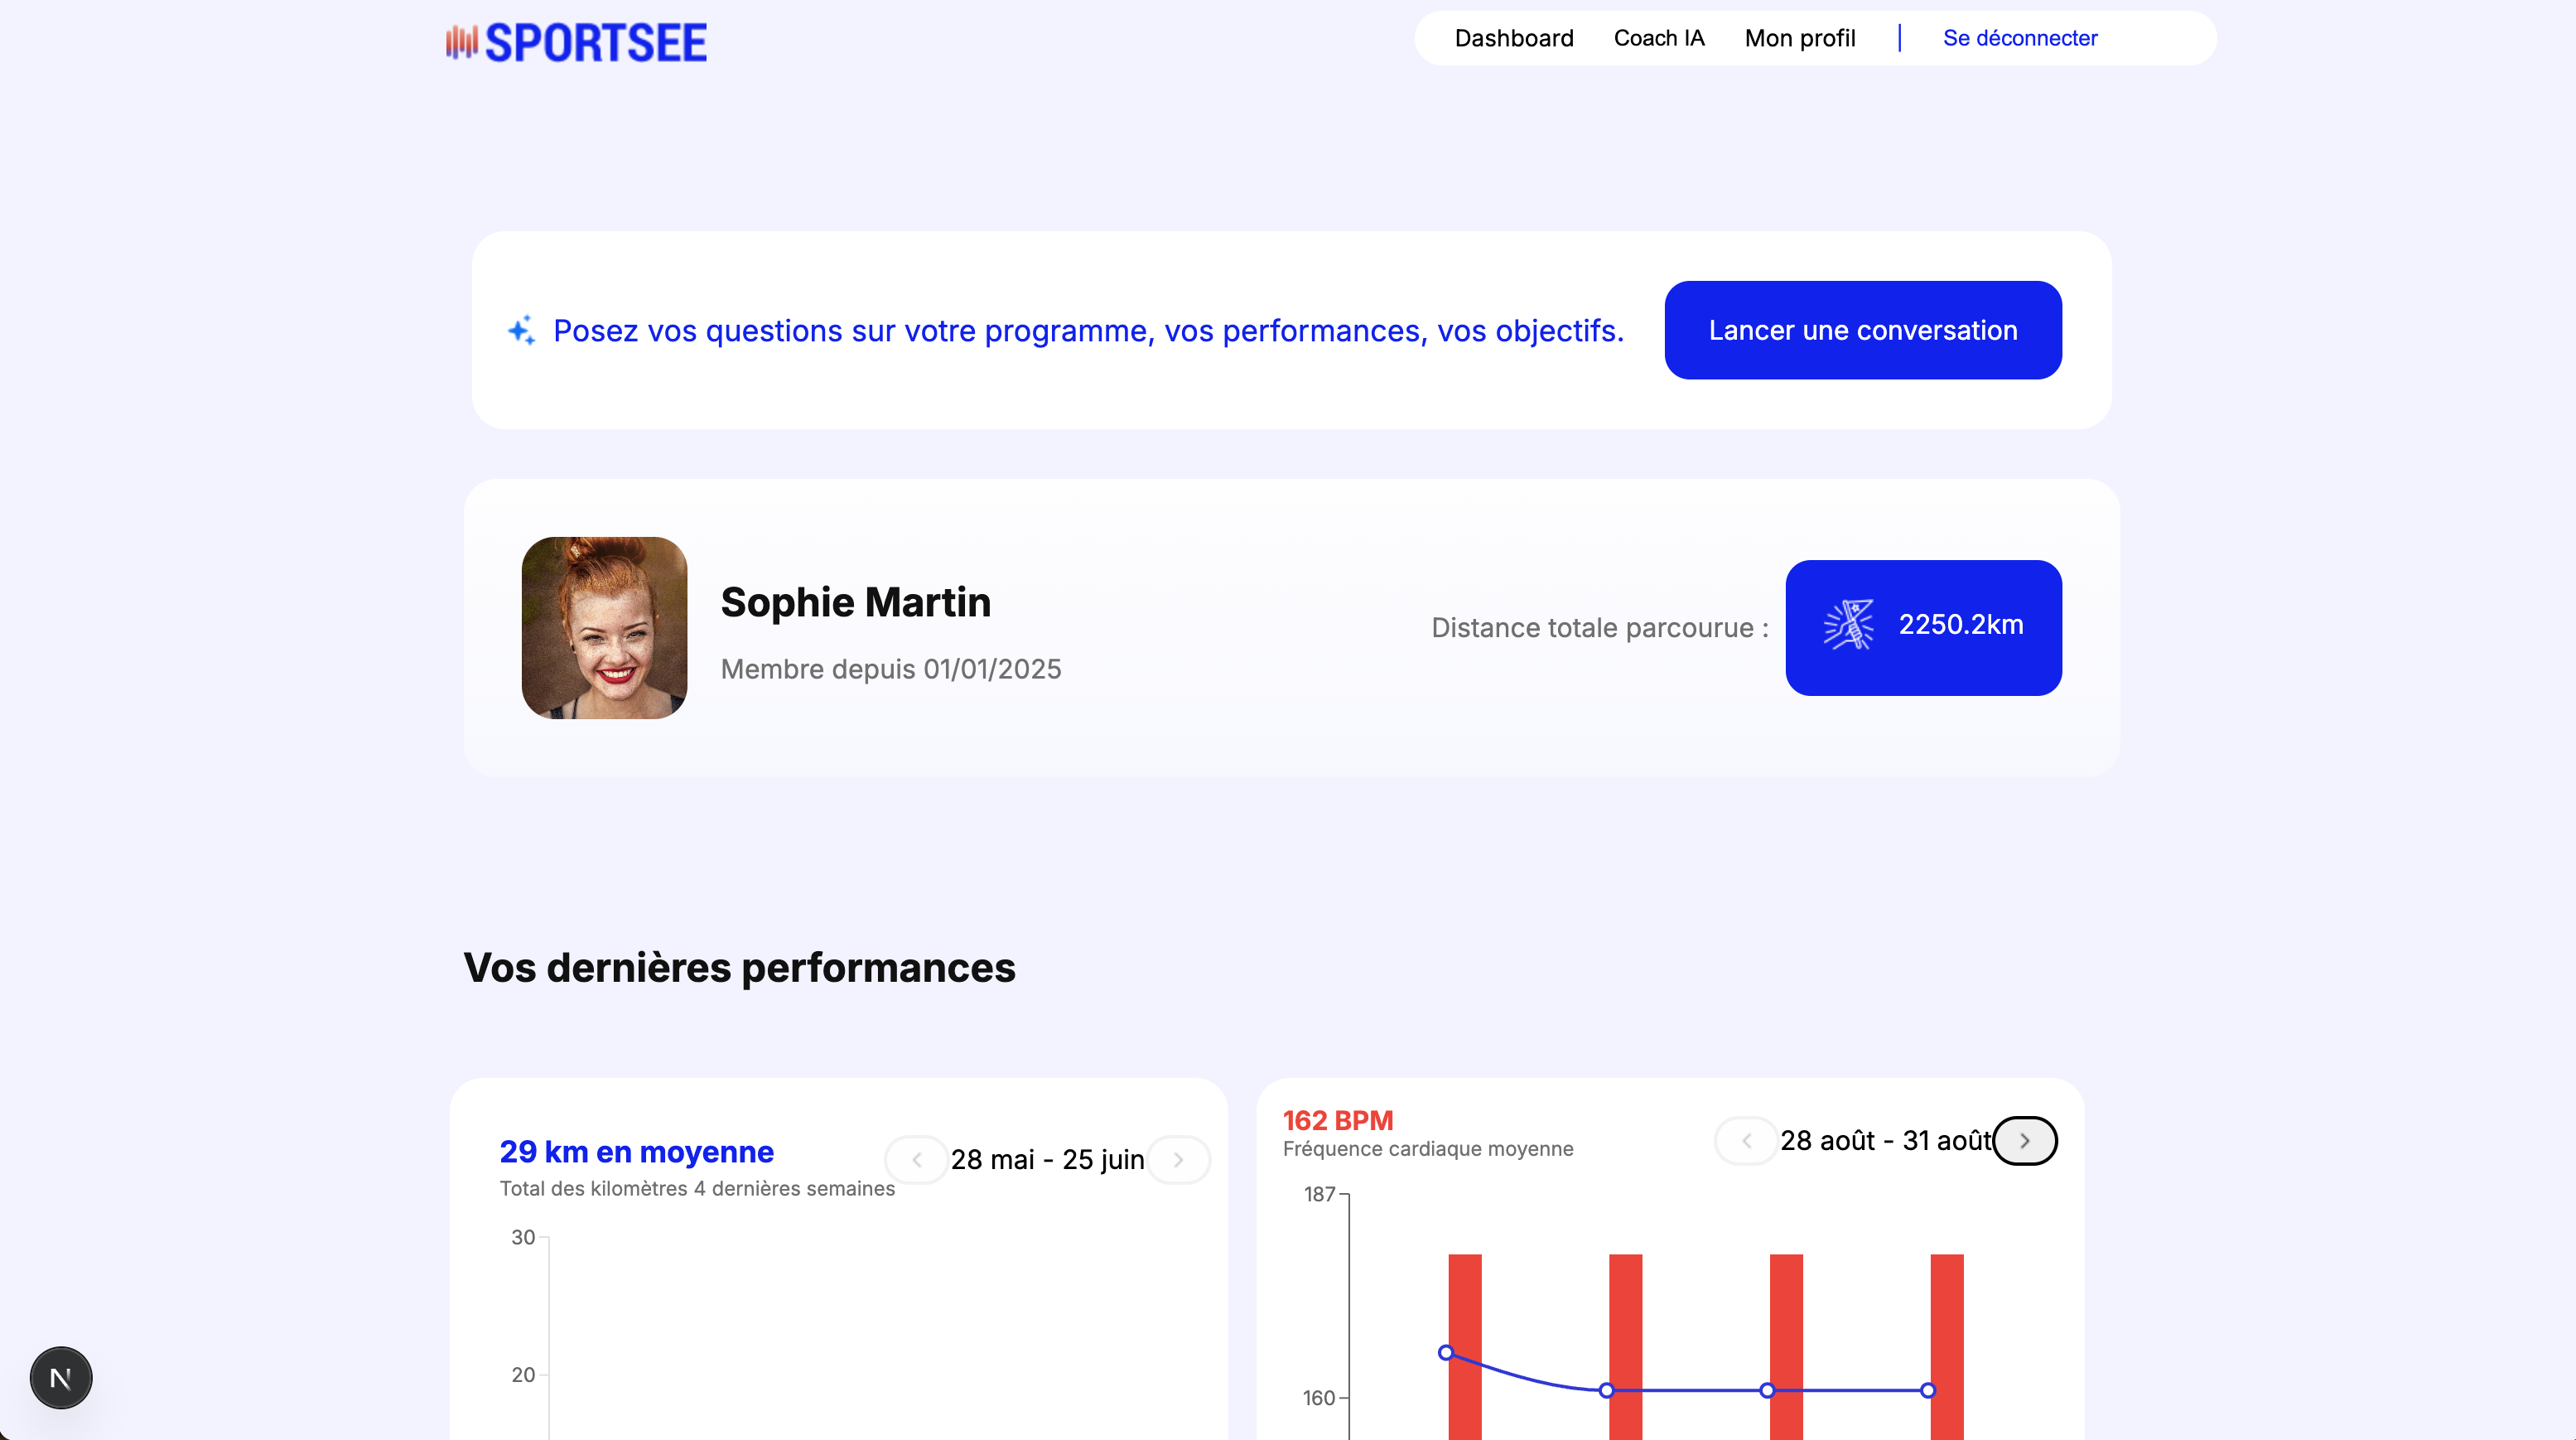 SPORTSEE
Dashboard Coach IA Mon profil | Se déconnecter
Posez vos questions sur votre programme, vos performances, vos objectifs.
Lancer une conversation
Sophie Martin
Membre depuis 01/01/2025
Distance totale parcourue :
2250.2km
Vos dernières performances
29 km en moyenne
28 mai - 25 juin
Total des kilomètres 4 dernières semaines
30
20
162 BPM
Fréquence cardiaque moyenne
28 août - 31 août
187
160
N